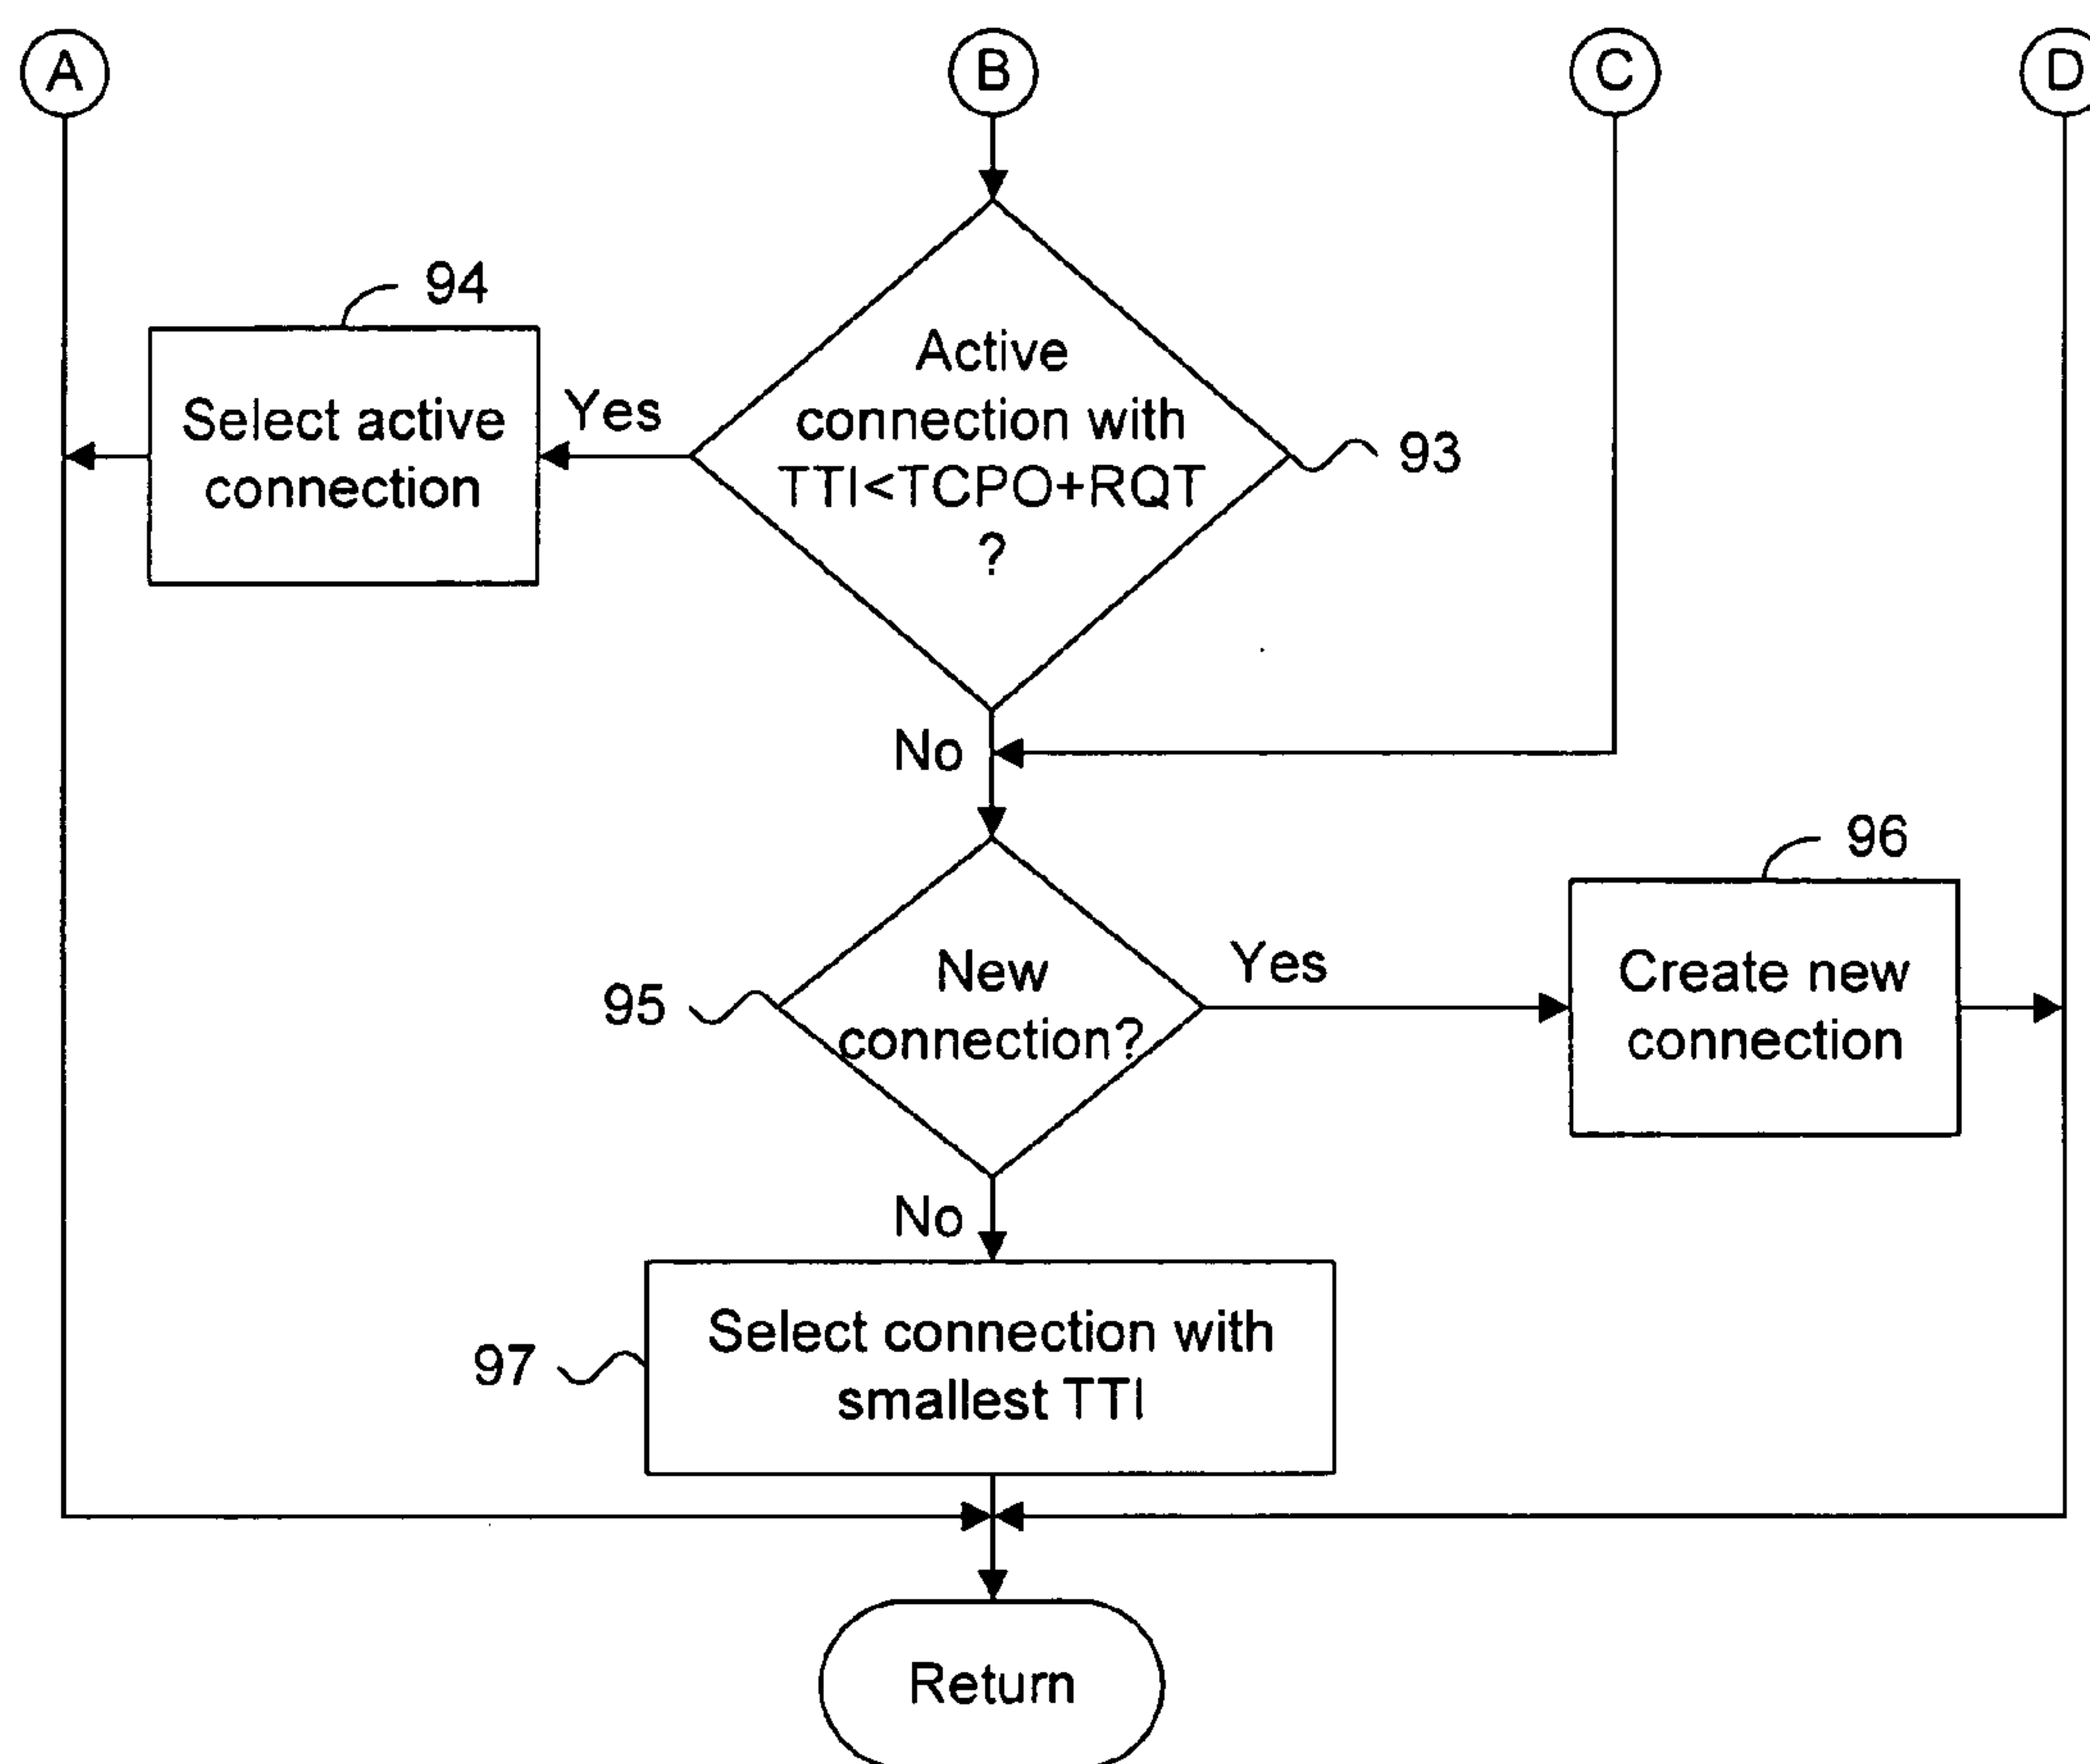 A
B
C
D
94
Active
connection with
TTI<TCPO+RQT
?
93
Yes
Select active
connection
No
96
New
connection?
95
Yes
Create new
connection
No
Select connection with
smallest TTI
97
Return